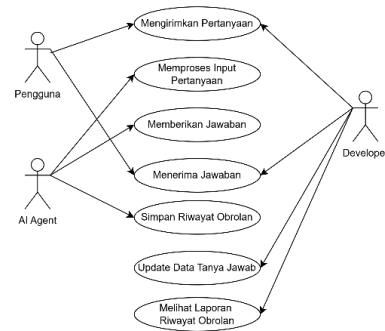 Mengirimkan Pertanyaan
Memproses Input
Pertanyaan
Pengguna
Memberikan Jawaban
Develope
Menerima Jawaban
AI Agent
Simpan Riwayat Obrolan
Update Data Tanya Jawab
Melihat Laporan
Riwayat Obrolan